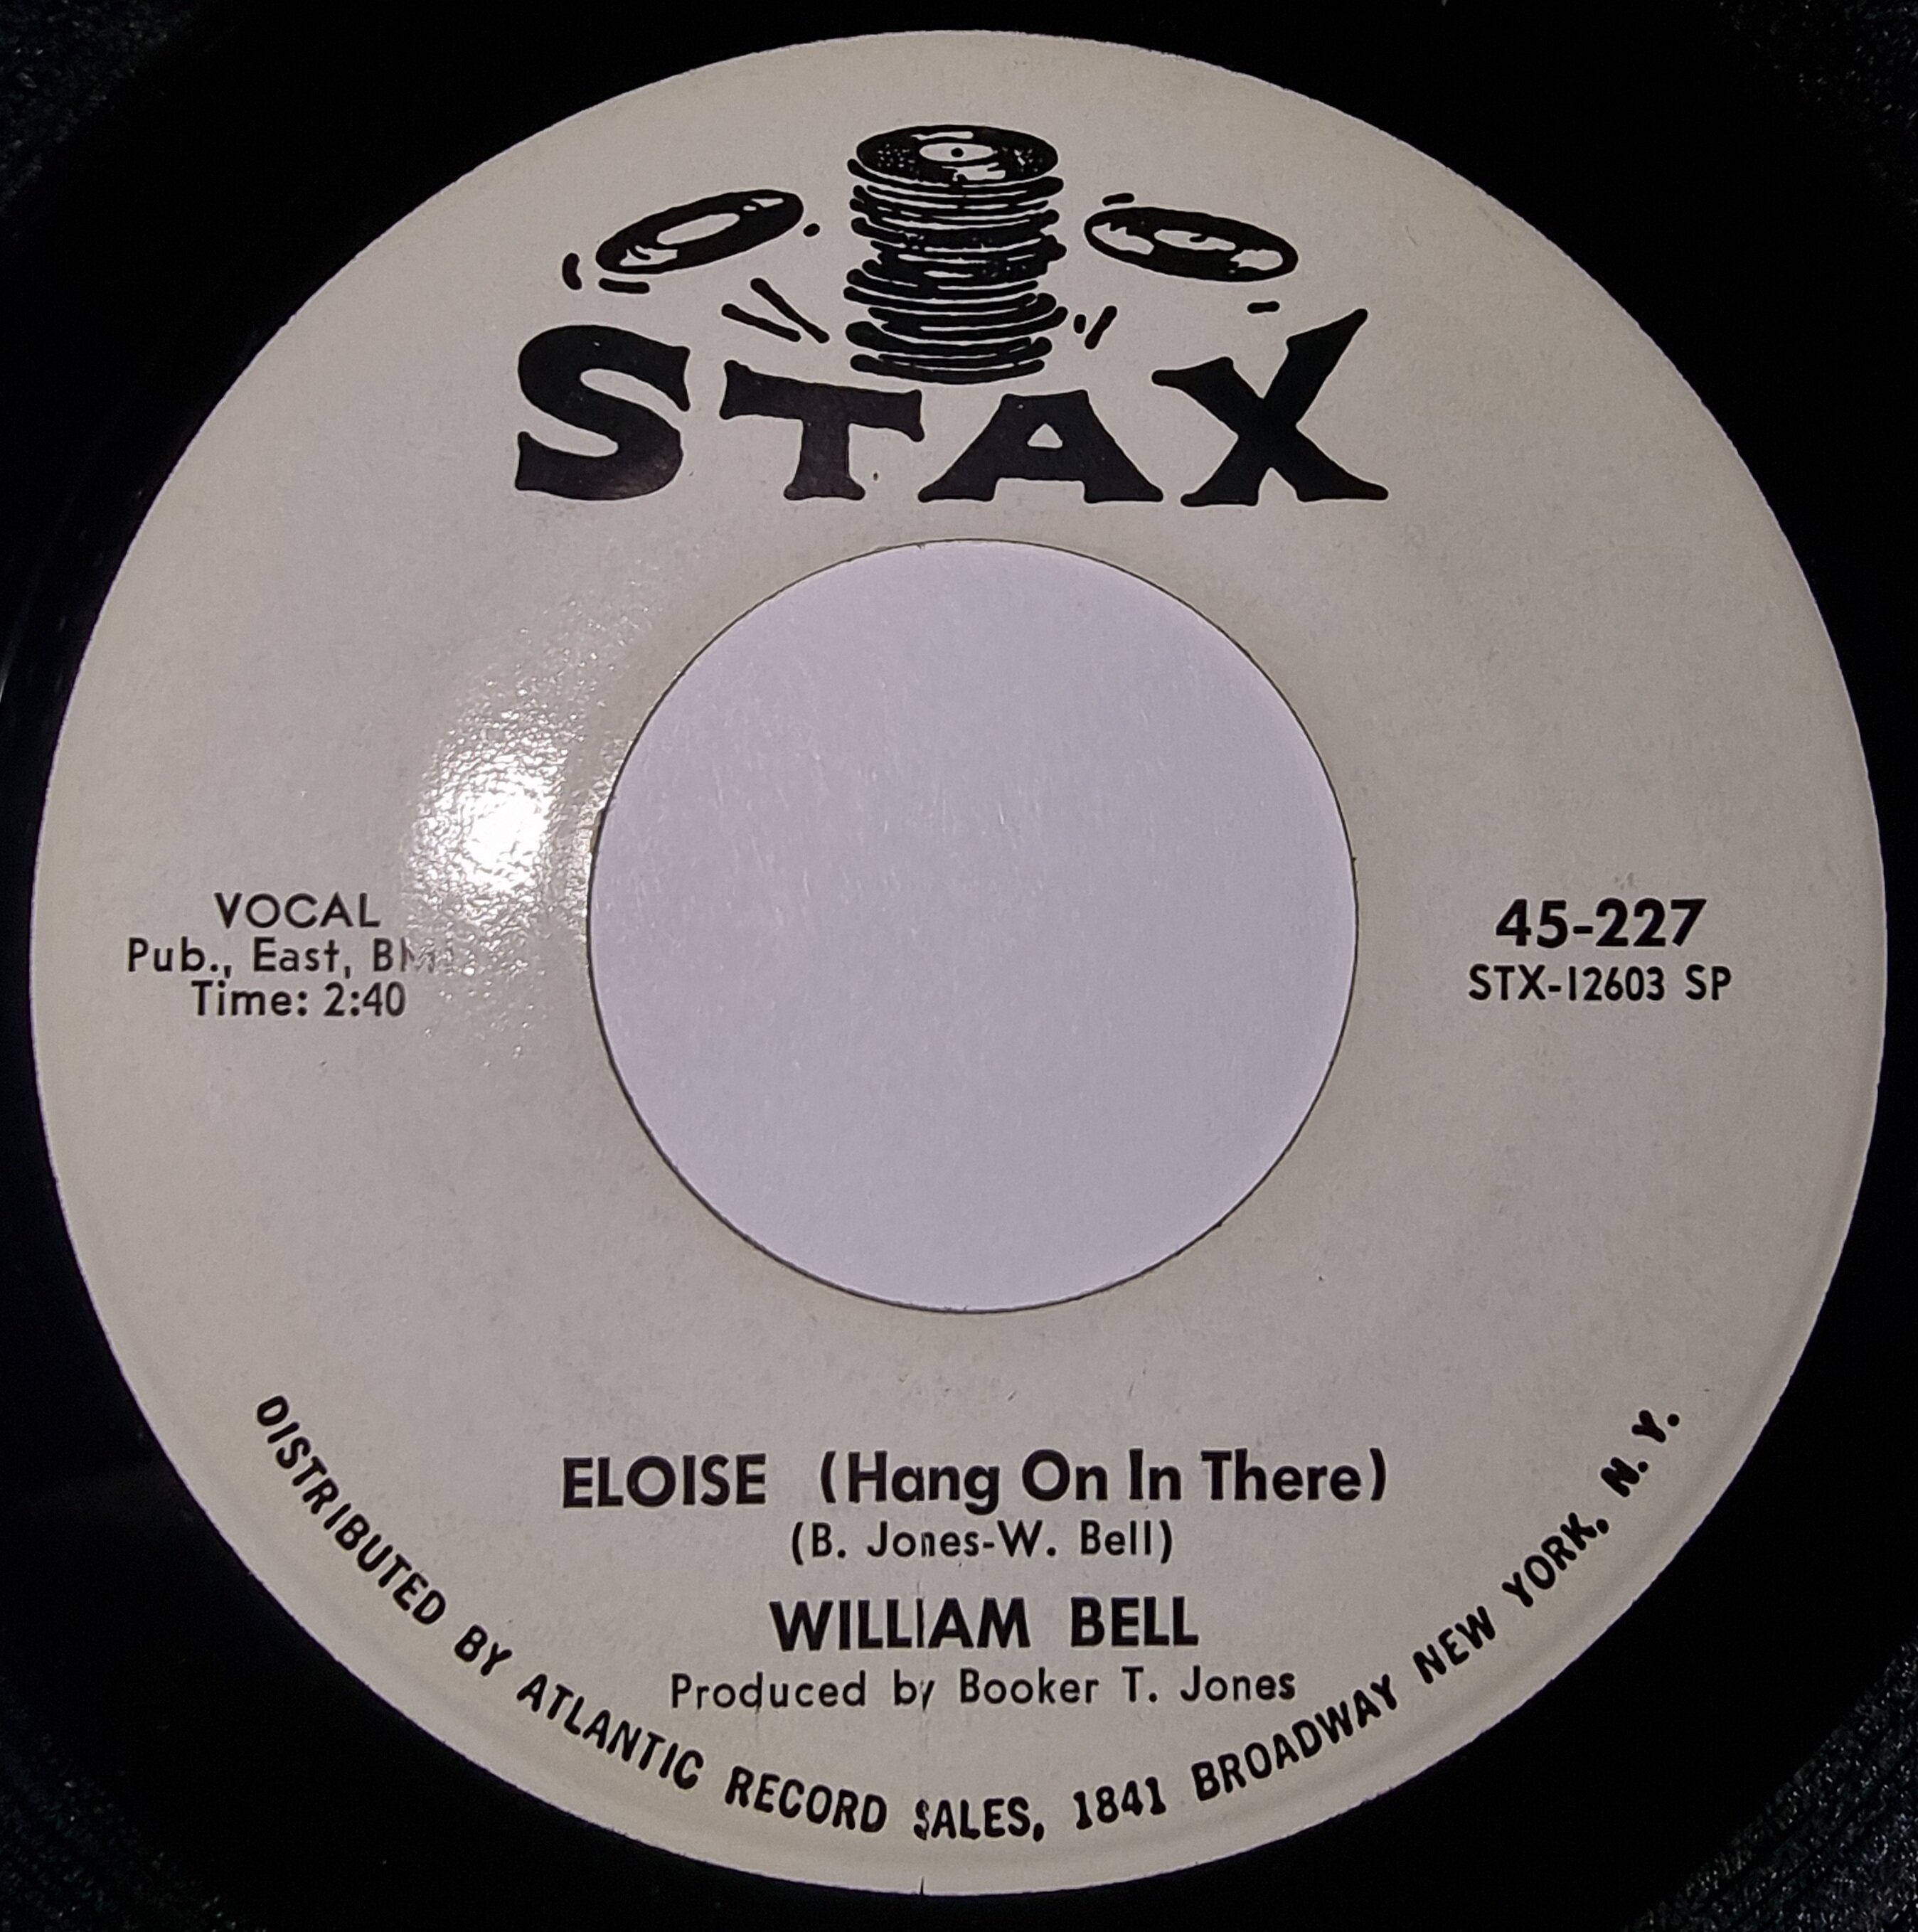 STAX
VOCAL
Pub., East, BMI
Time: 2:40
45-227
STX-12603 SP
ELOISE (Hang On In There)
(B. Jones-W. Bell)
WILLIAM BELL
Produced by Booker T. Jones
DISTRIBUTED BY ATLANTIC RECORD SALES, 1841 BROADWAY NEW YORK, N.Y.